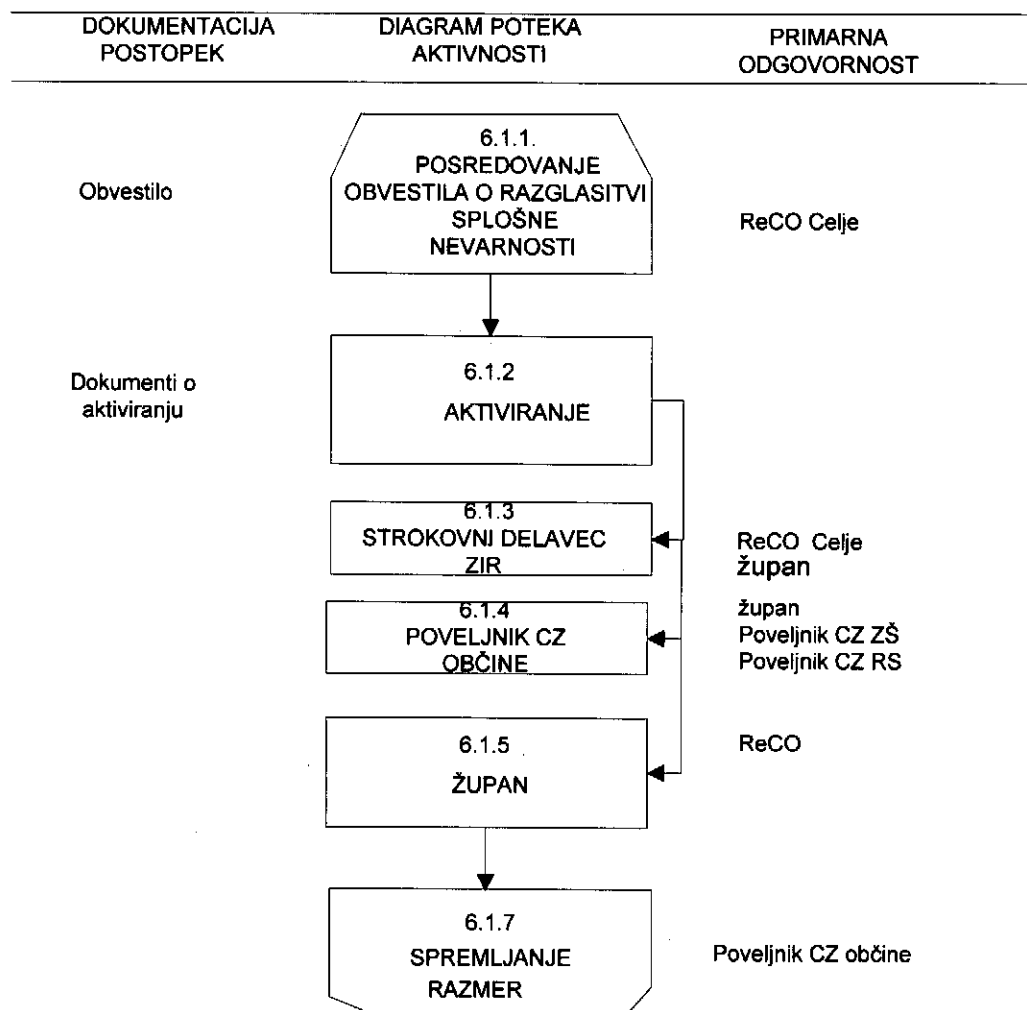 DOKUMENTACIJA
POSTOPEK
DIAGRAM POTEKA
AKTIVNOSTI
PRIMARNA
ODGOVORNOST
Obvestilo
6.1.1.
POSREDOVANJE
OBVESTILA O RAZGLASITVI
SPLOŠNE
NEVARNOSTI
ReCO Celje
Dokumenti o
aktiviranju
6.1.2
AKTIVIRANJE
6.1.3
STROKOVNI DELAVEC
ZIR
ReCO Celje
župan
6.1.4
POVELJNIK CZ
OBČINE
župan
Poveljnik CZ ZŠ
Poveljnik CZ RS
6.1.5
ŽUPAN
ReCO
6.1.7
SPREMLJANJE
RAZMER
Poveljnik CZ občine